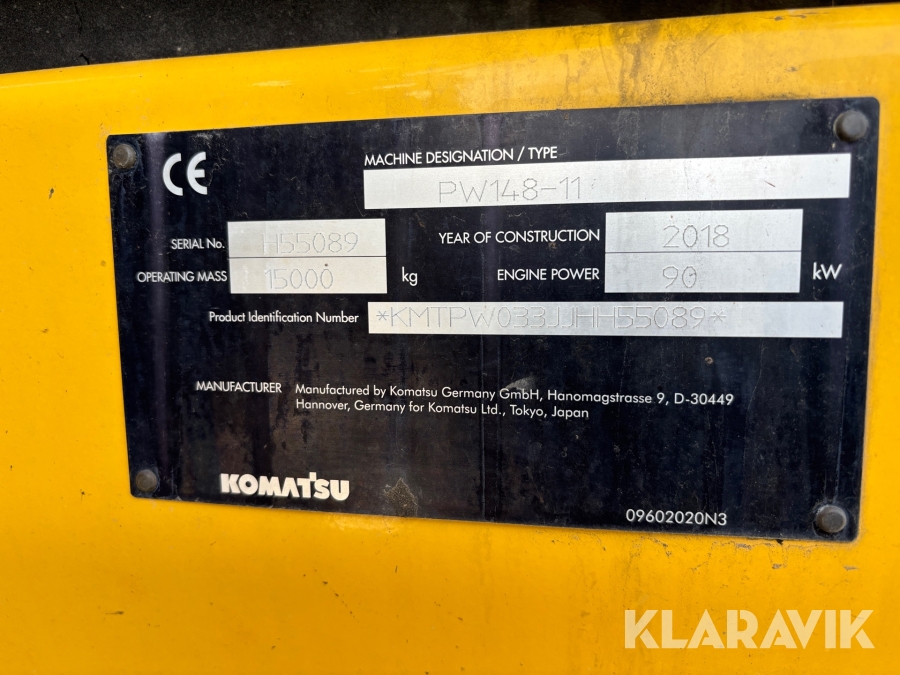 CE
MACHINE DESIGNATION / TYPE
PW148-11
SERIAL No. H55089
YEAR OF CONSTRUCTION 2018
OPERATING MASS 15000 kg
ENGINE POWER 90 kW
Product Identification Number *KMTPW033JJHH55089*
MANUFACTURER Manufactured by Komatsu Germany GmbH, Hanomagstrasse 9, D-30449
Hannover, Germany for Komatsu Ltd., Tokyo, Japan
KOMATSU
09602020N3
KLARAVIK